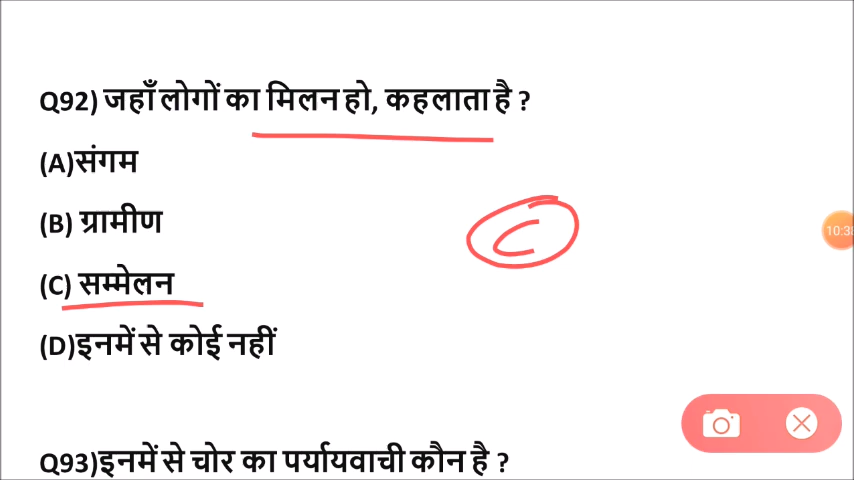 Q92) जहाँ लोगों का मिलन हो, कहलाता है ?
(A)संगम
(B) ग्रामीण
C
(C) सम्मेलन
(D)इनमें से कोई नहीं
Q93)इनमें से चोर का पर्यायवाची कौन है ?